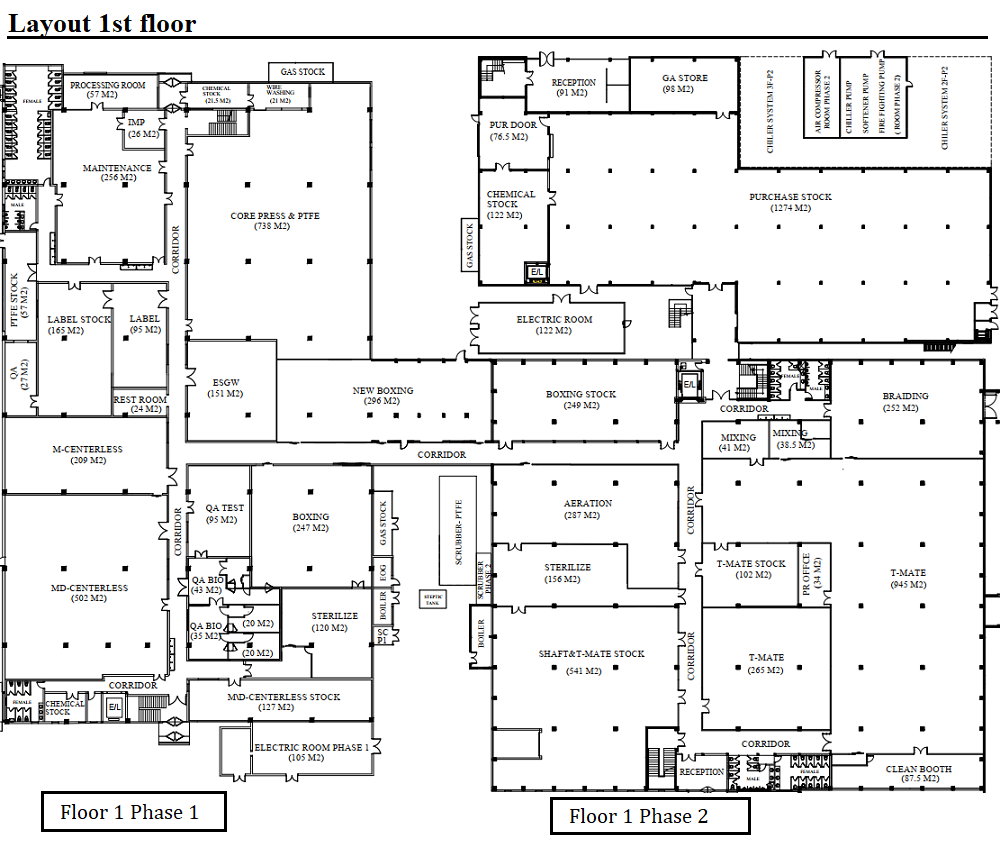 Layout 1st floor
GAS STOCK
PROCESSING ROOM
(57 M2)
CHEMICAL
STOCK
(21.5 M2)
WIRE
WASHING
(21 M2)
FEMALE
IMP
(26 M2)
MAINTENANCE
(256 M2)
MALE
CORRIDOR
CORE PRESS & PTFE
(738 M2)
PTFE STOCK
(57 M2)
LABEL STOCK
(165 M2)
LABEL
(95 M2)
QA
(27 M2)
REST ROOM
(24 M2)
ESGW
(151 M2)
NEW BOXING
(296 M2)
M-CENTERLESS
(209 M2)
CORRIDOR
QA TEST
(95 M2)
BOXING
(247 M2)
GAS STOCK
CORRIDOR
MD-CENTERLESS
(502 M2)
QA BIO
(43 M2)
EOG
BOILER
QA BIO
(35 M2)
(20 M2)
(20 M2)
STERILIZE
(120 M2)
SC
P1
CORRIDOR
FEMALE
CHEMICAL
STOCK
E/L
M\D-CENTERLESS STOCK
(127 M2)
ELECTRIC ROOM PHASE 1
(105 M2)
Floor 1 Phase 1
RECEPTION
(91 M2)
GA STORE
(98 M2)
CHILER SYSTEM 3F-P2
AIR COMPRESSOR
ROOM PHASE 2
CHILLER PUMP
SOFTENER PUMP
FIRE FIGHTING PUMP
( ROOM PHASE 2)
CHILER SYSTEM 2F-P2
PUR DOOR
(76.5 M2)
CHEMICAL
STOCK
(122 M2)
PURCHASE STOCK
(1274 M2)
GAS STOCK
E/L
ELECTRIC ROOM
(122 M2)
BOXING STOCK
(249 M2)
E/L
FEMALE
MALE
CORRIDOR
BRAIDING
(252 M2)
MIXING
(41 M2)
MIXING
(38.5 M2)
SCRUBBER- PTFE
AERATION
(287 M2)
CORRIDOR
STERILIZE
(156 M2)
SCRUBBER
PHASE 2
STEPTIC
TANK
T-MATE STOCK
(102 M2)
PR OFFICE
(34 M2)
T-MATE
(945 M2)
BOILER
SHAFT&T-MATE STOCK
(541 M2)
CORRIDOR
T-MATE
(265 M2)
CORRIDOR
RECEPTION
MALE
FEMALE
CLEAN BOOTH
(87.5 M2)
Floor 1 Phase 2